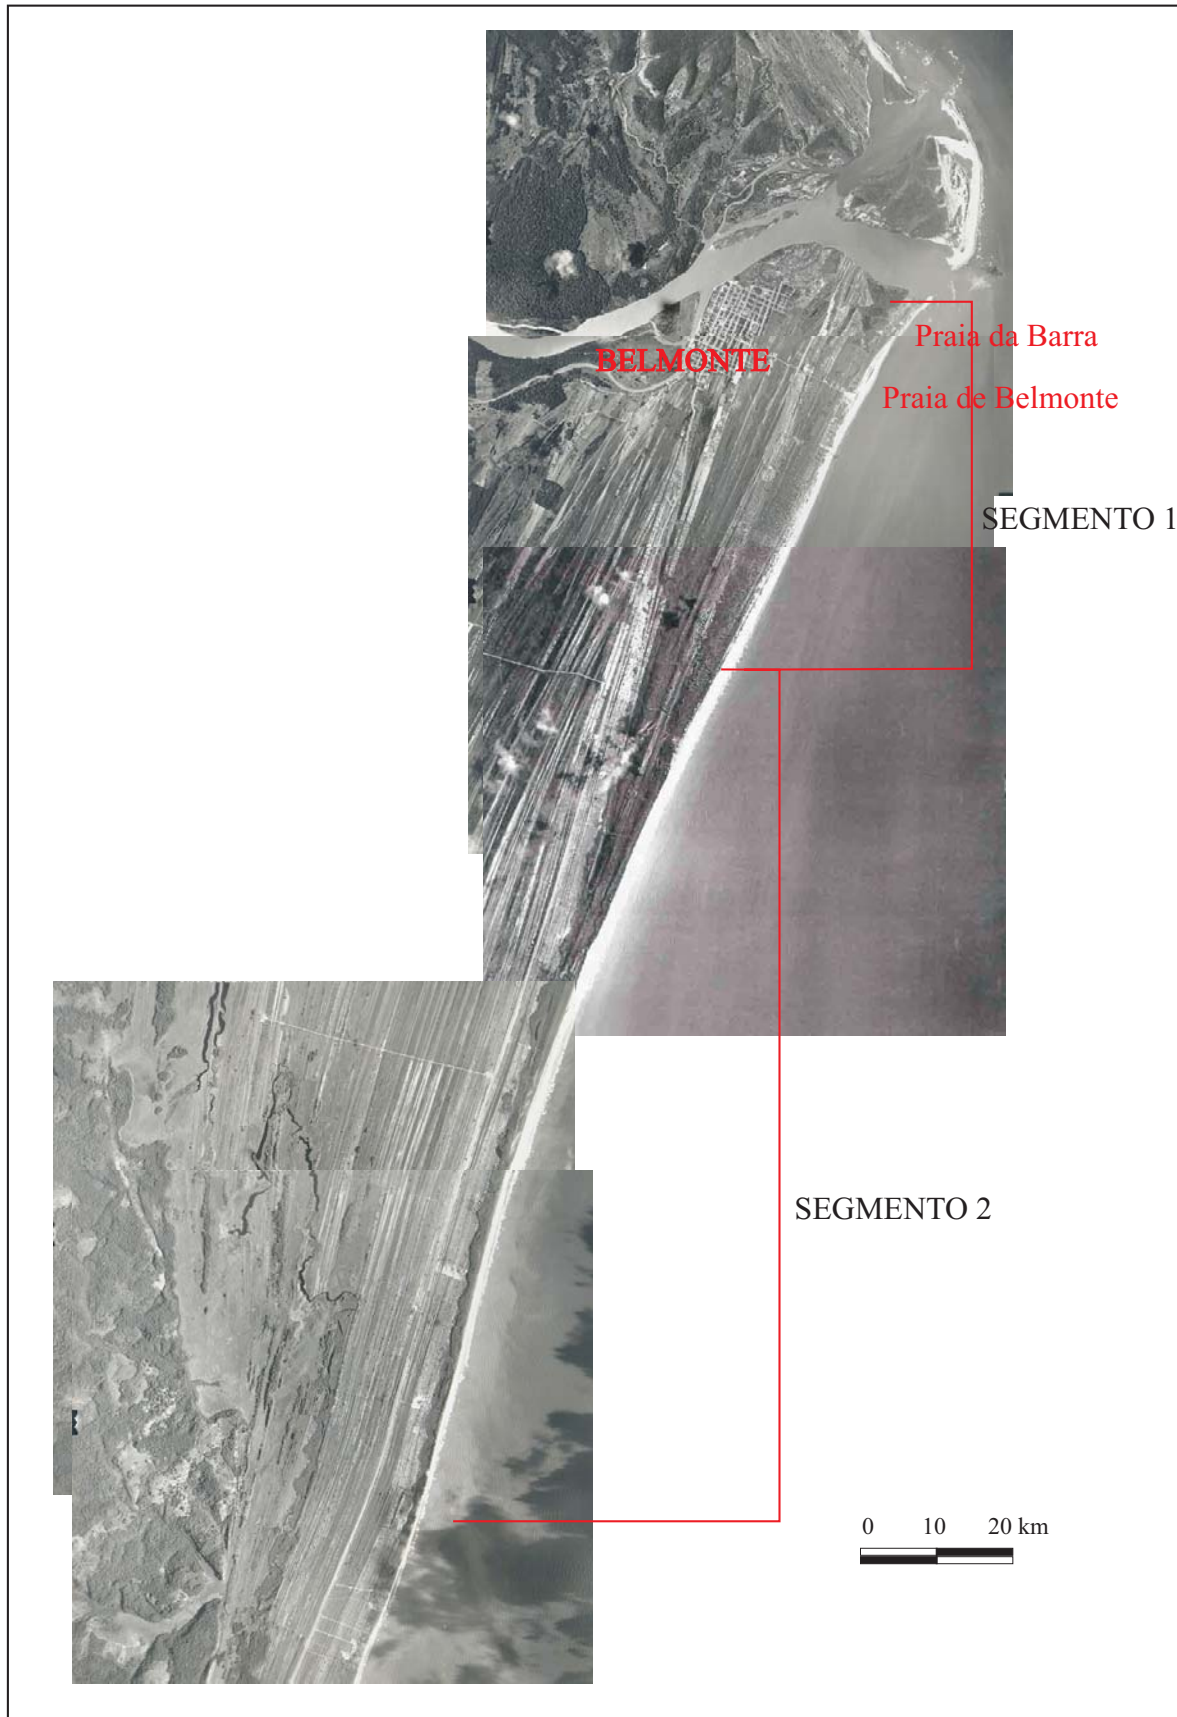 Praia da Barra
BELMONTE
Praia de Belmonte
SEGMENTO 1
SEGMENTO 2
0 10 20 km